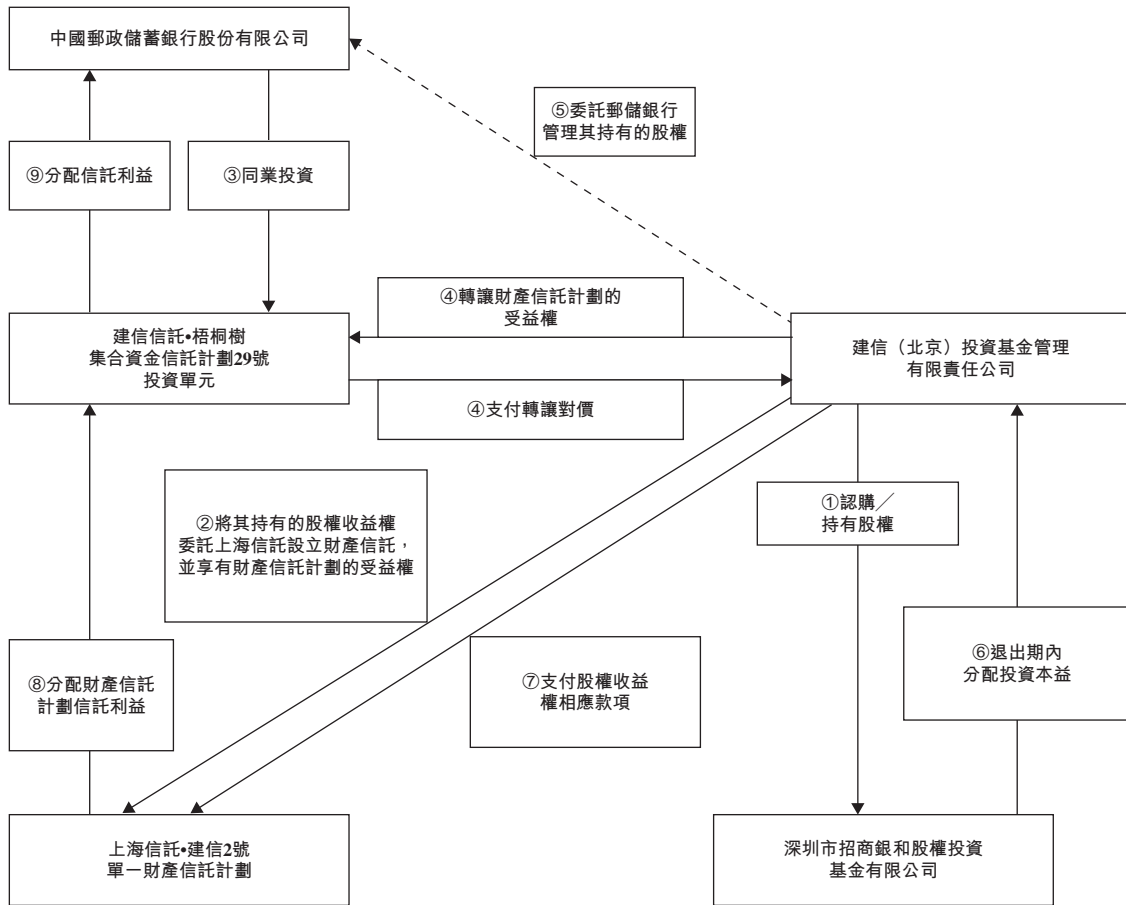 中國郵政儲蓄銀行股份有限公司
⑤委託郵儲銀行
管理其持有的股權
⑨分配信託利益
③同業投資
④轉讓財產信託計劃的
受益權
建信信託•梧桐樹
集合資金信託計劃29號
投資單元
建信（北京）投資基金管理
有限責任公司
④支付轉讓對價
②將其持有的股權收益權
委託上海信託設立財產信託，
並享有財產信託計劃的受益權
①認購／
持有股權
⑧分配財產信託
計劃信託利益
⑦支付股權收益
權相應款項
⑥退出期內
分配投資本益
上海信託•建信2號
單一財產信託計劃
深圳市招商銀和股權投資
基金有限公司